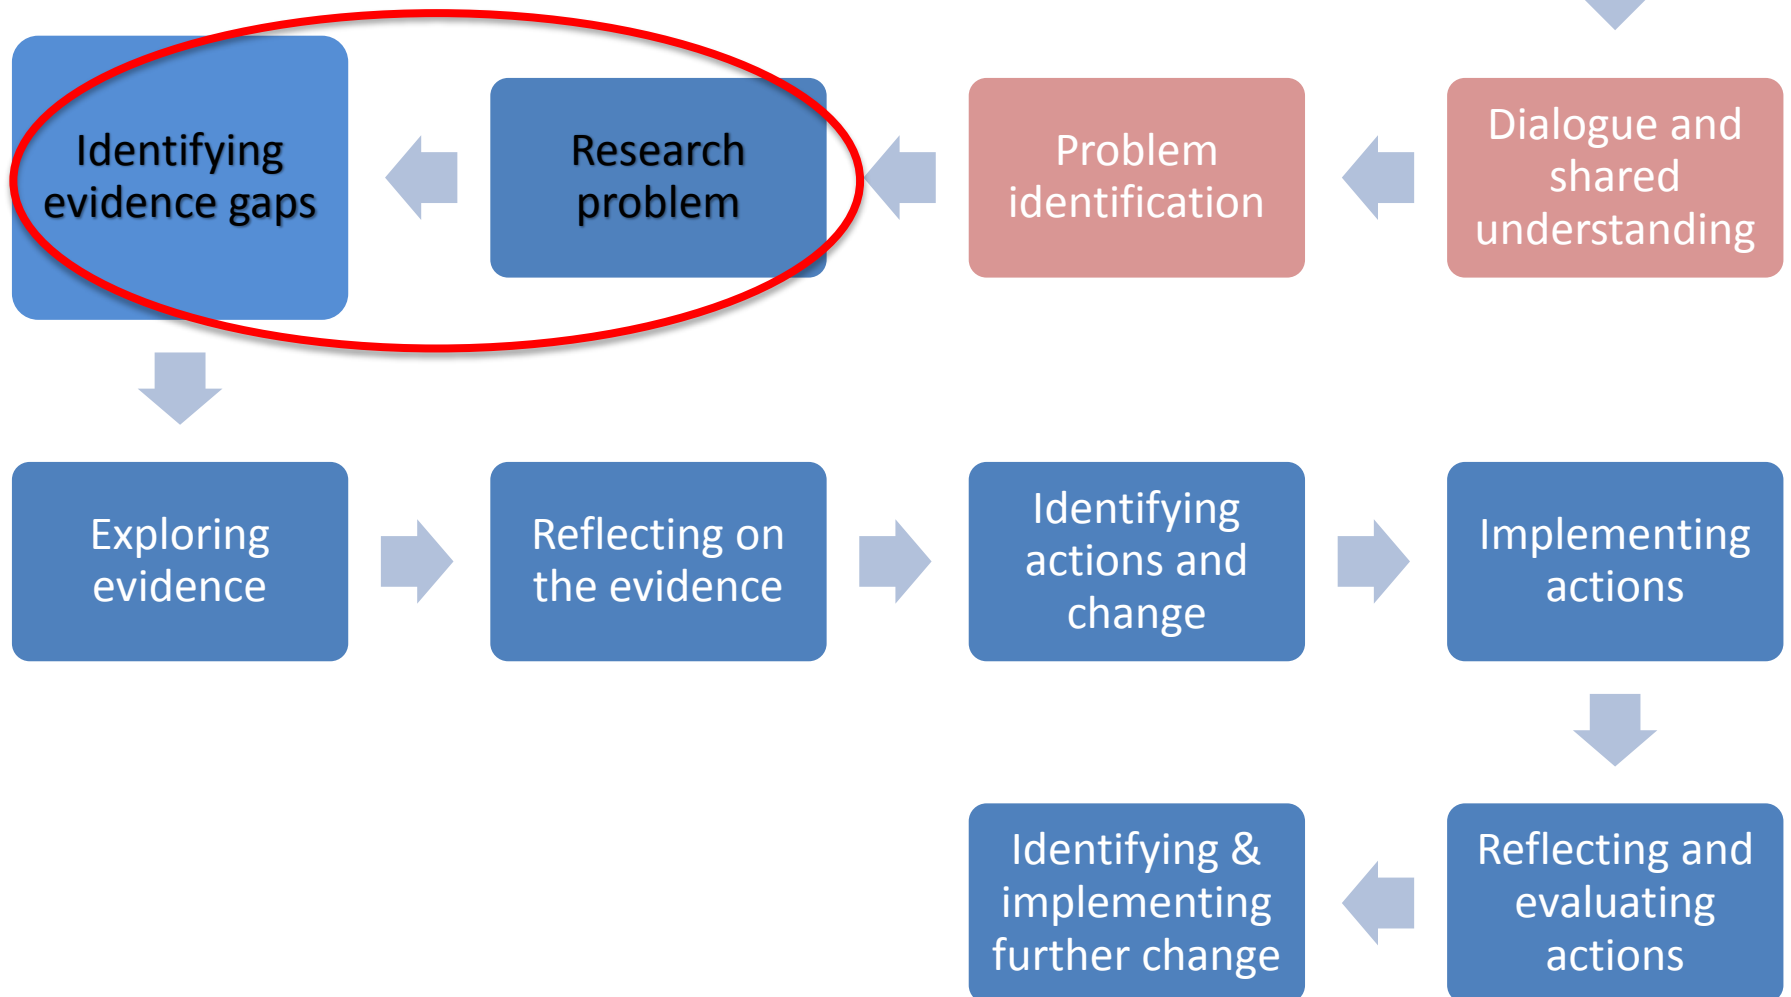 Identifying
evidence gaps
Research
problem
Problem
identification
Dialogue and
shared
understanding
Exploring
evidence
Reflecting on
the evidence
Identifying
actions and
change
Implementing
actions
Identifying &
implementing
further change
Reflecting and
evaluating
actions